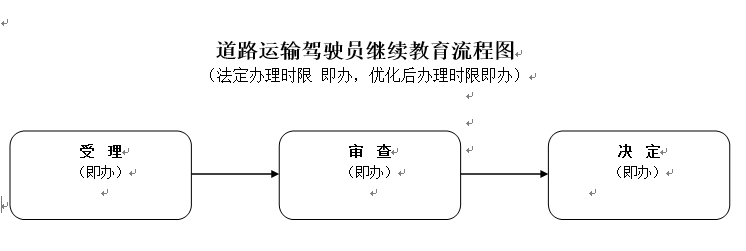 道路运输驾驶员继续教育流程图
（法定办理时限 即办，优化后办理时限即办）
受 理
（即办）
审 查
（即办）
决 定
（即办）